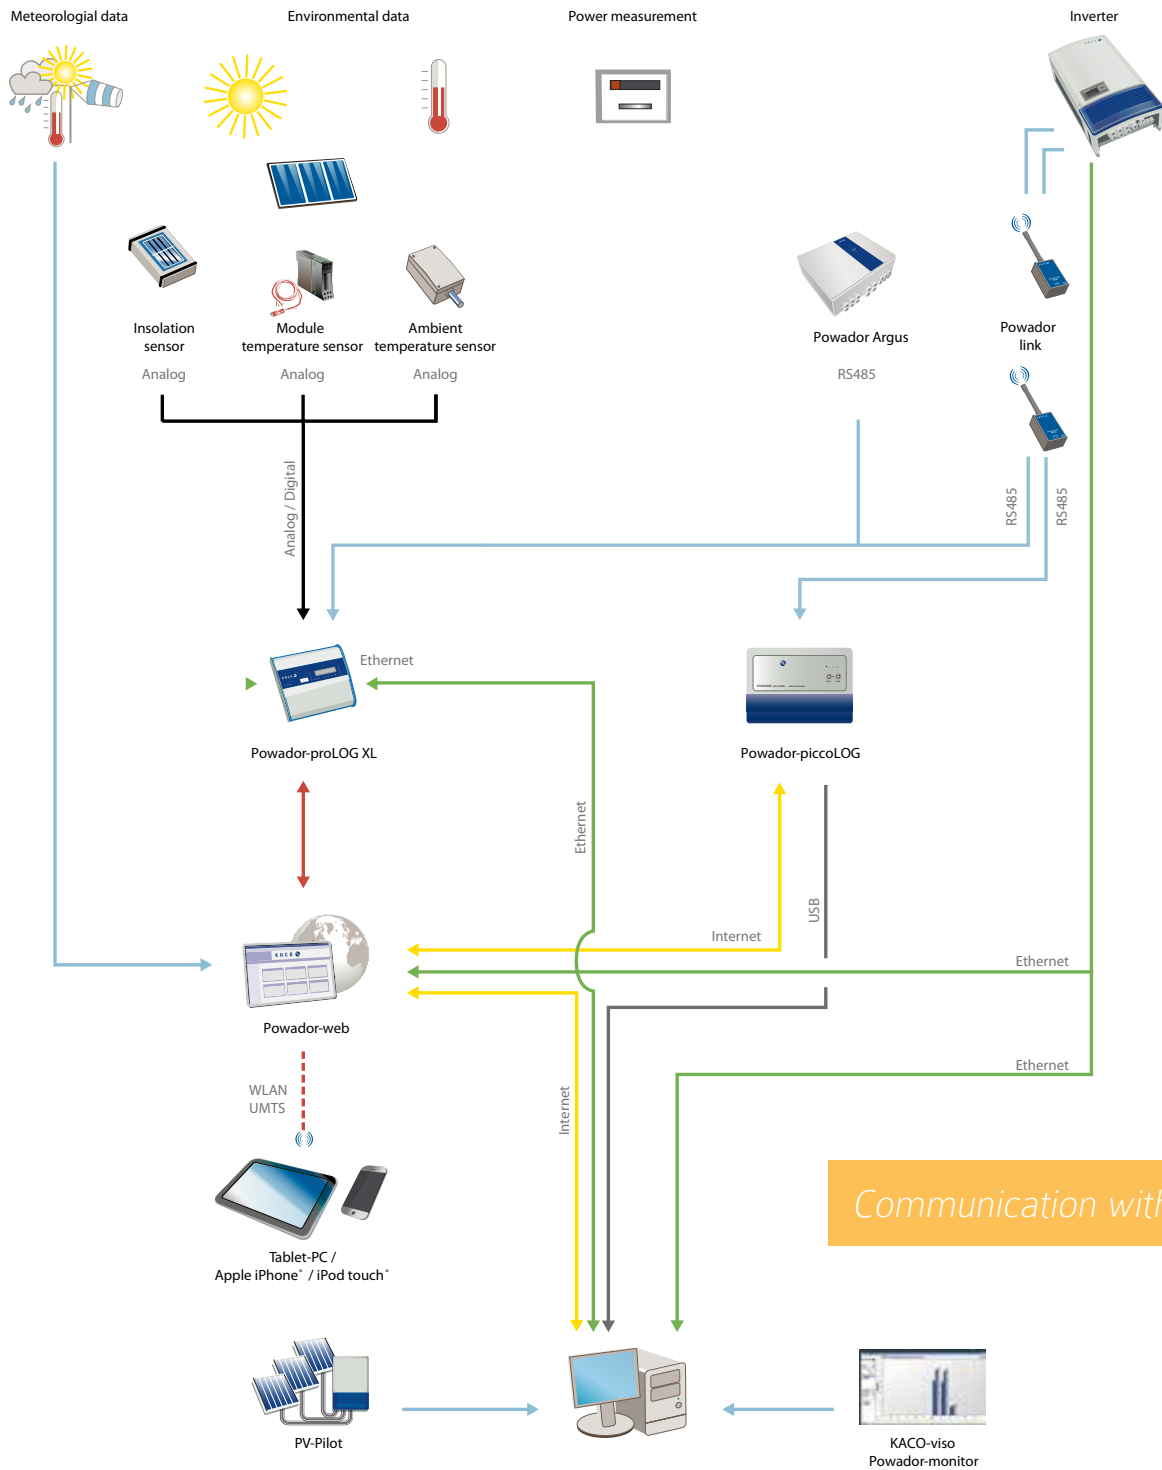 Meteorologial data
Environmental data
Power measurement
Inverter
Insolation
sensor
Analog
Module
temperature sensor
Analog
Ambient
temperature sensor
Analog
Powador Argus
RS485
Powador
link
RS485
RS485
Analog / Digital
Ethernet
Powador-proLOG XL
Powador-piccoLOG
Ethernet
USB
Internet
Ethernet
KACO
Powador-web
Ethernet
WLAN
UMTS
Internet
Communication with
Tablet-PC /
Apple iPhone* / iPod touch*
PV-Pilot
KACO-viso
Powador-monitor